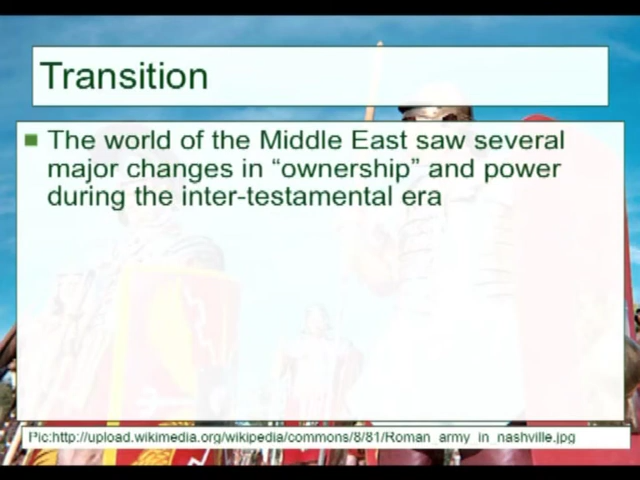 Transition
The world of the Middle East saw several
major changes in “ownership” and power
during the inter-testamental era
Pic:http://upload.wikimedia.org/wikipedia/commons/8/81/Roman_army_in_nashville.jpg